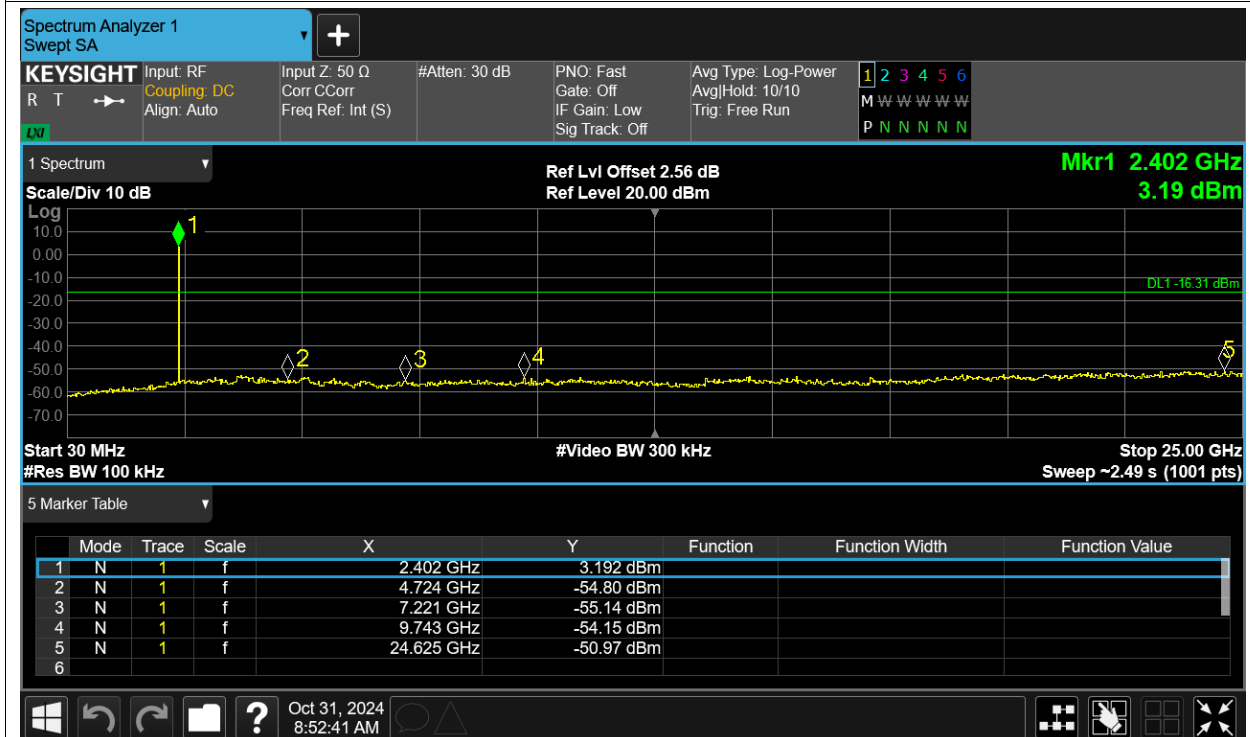 Spectrum Analyzer 1
Swept SA
+
KEYSIGHT
R T
LXI
Input: RF
Coupling: DC
Align: Auto
Input Z: 50 Ω
Corr CCorr
Freq Ref: Int (S)
#Atten: 30 dB
PNO: Fast
Gate: Off
IF Gain: Low
Sig Track: Off
Avg Type: Log-Power
Avg|Hold: 10/10
Trig: Free Run
1 2 3 4 5 6
M W W W W W
P N N N N N
1 Spectrum
Scale/Div 10 dB
Ref Lvl Offset 2.56 dB
Ref Level 20.00 dBm
Mkr1 2.402 GHz
3.19 dBm
Log
10.0
0.00
-10.0
-20.0
-30.0
-40.0
-50.0
-60.0
-70.0
1
2
3
4
5
DL1 -16.31 dBm
Start 30 MHz
#Video BW 300 kHz
Stop 25.00 GHz
#Res BW 100 kHz
Sweep ~2.49 s (1001 pts)
5 Marker Table
Mode Trace Scale X Y Function Function Width Function Value
1 N 1 f 2.402 GHz 3.192 dBm
2 N 1 f 4.724 GHz -54.80 dBm
3 N 1 f 7.221 GHz -55.14 dBm
4 N 1 f 9.743 GHz -54.15 dBm
5 N 1 f 24.625 GHz -50.97 dBm
6
?
Oct 31, 2024
8:52:41 AM